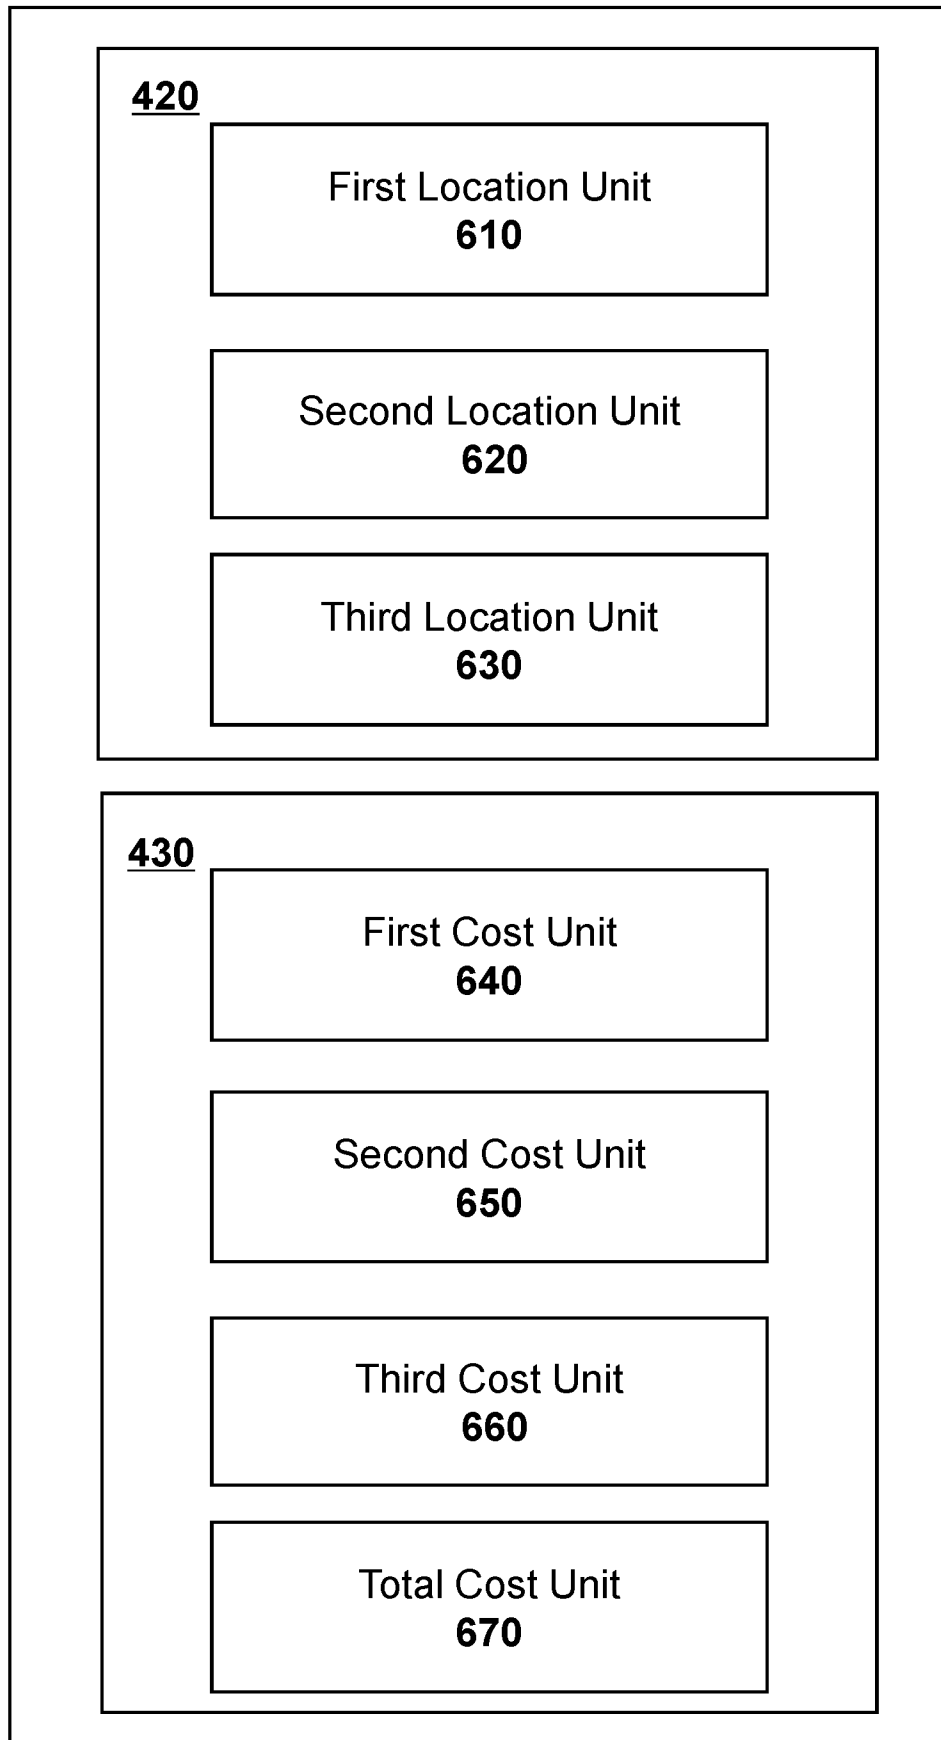 420
First Location Unit
610
Second Location Unit
620
Third Location Unit
630
430
First Cost Unit
640
Second Cost Unit
650
Third Cost Unit
660
Total Cost Unit
670